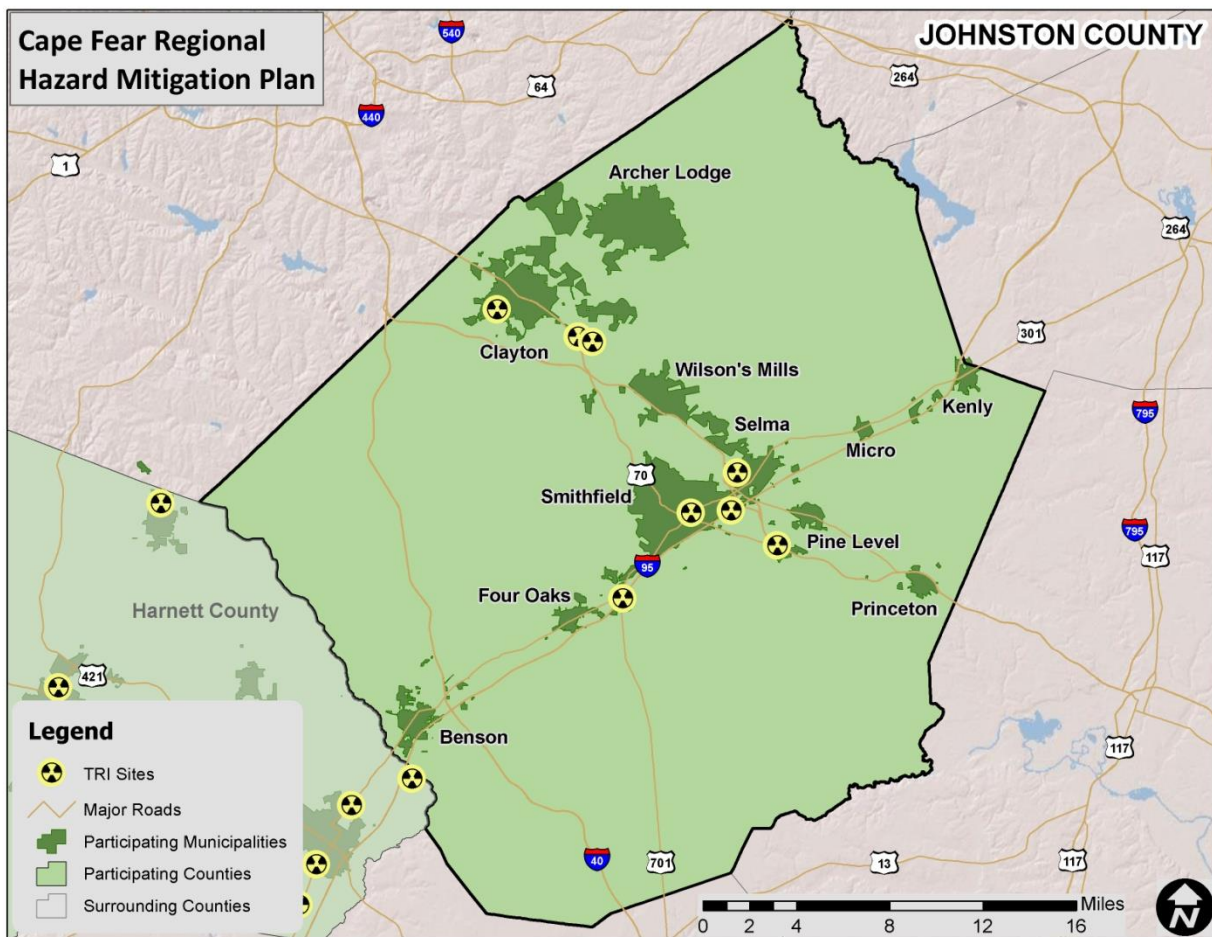 Cape Fear Regional
Hazard Mitigation Plan
JOHNSTON COUNTY
540
64
264
440
1
Archer Lodge
264
301
Clayton
Wilson's Mills
Kenly
795
Selma
Micro
70
Smithfield
795
117
Pine Level
95
Four Oaks
Princeton
Harnett County
421
Benson
117
Legend
TRI Sites
Major Roads
Participating Municipalities
Participating Counties
Surrounding Counties
40
701
13
117
Miles
0 2 4 8 12 16
N